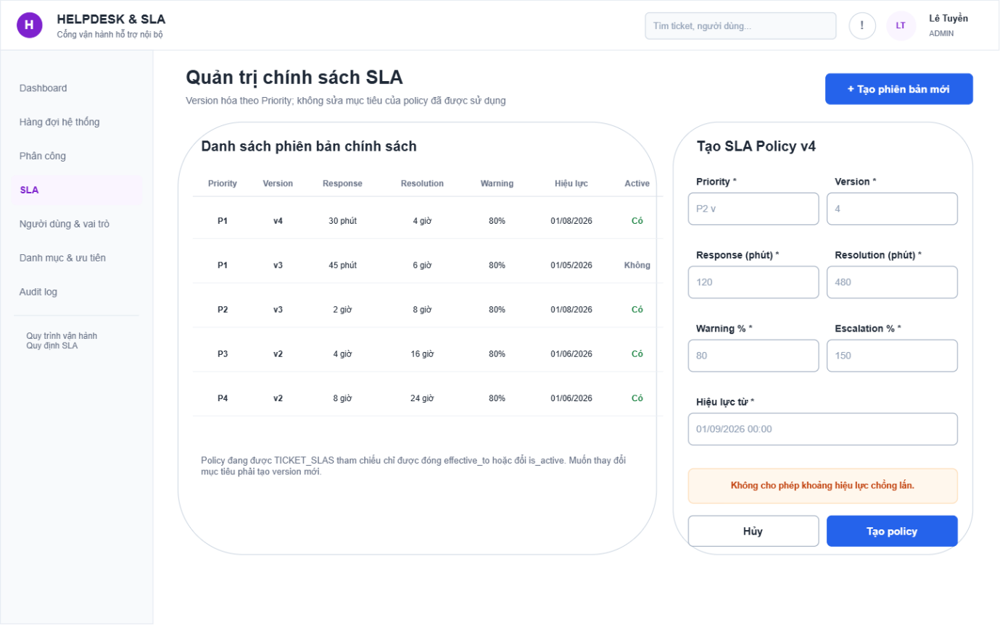 H
HELPDESK & SLA
Cổng vận hành hỗ trợ nội bộ
Tìm ticket, người dùng...
!
LT
Lê Tuyền
ADMIN
Dashboard
Hàng đợi hệ thống
Phân công
SLA
Người dùng & vai trò
Danh mục & ưu tiên
Audit log
Quy trình vận hành
Quy định SLA
Quản trị chính sách SLA
Version hóa theo Priority; không sửa mục tiêu của policy đã được sử dụng
+ Tạo phiên bản mới
Danh sách phiên bản chính sách
Priority Version Response Resolution Warning Hiệu lực Active
P1 v4 30 phút 4 giờ 80% 01/08/2026 Có
P1 v3 45 phút 6 giờ 80% 01/05/2026 Không
P2 v3 2 giờ 8 giờ 80% 01/08/2026 Có
P3 v2 4 giờ 16 giờ 80% 01/06/2026 Có
P4 v2 8 giờ 24 giờ 80% 01/06/2026 Có
Policy đang được TICKET_SLAS tham chiếu chỉ được đóng effective_to hoặc đổi is_active. Muốn thay đổi
mục tiêu phải tạo version mới.
Tạo SLA Policy v4
Priority * Version *
P2 v 4
Response (phút) * Resolution (phút) *
120 480
Warning % * Escalation % *
80 150
Hiệu lực từ *
01/09/2026 00:00
Không cho phép khoảng hiệu lực chồng lấn.
Hủy Tạo policy